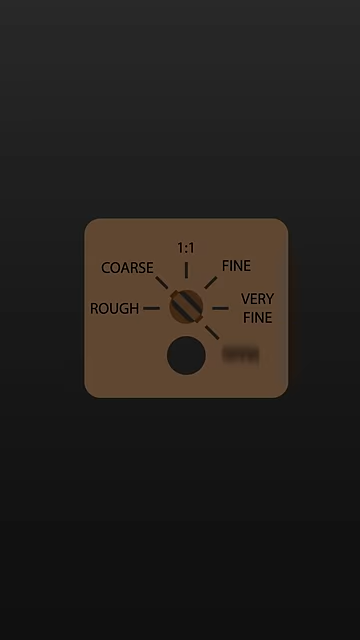 1:1
COARSE
FINE
ROUGH
VERY
FINE